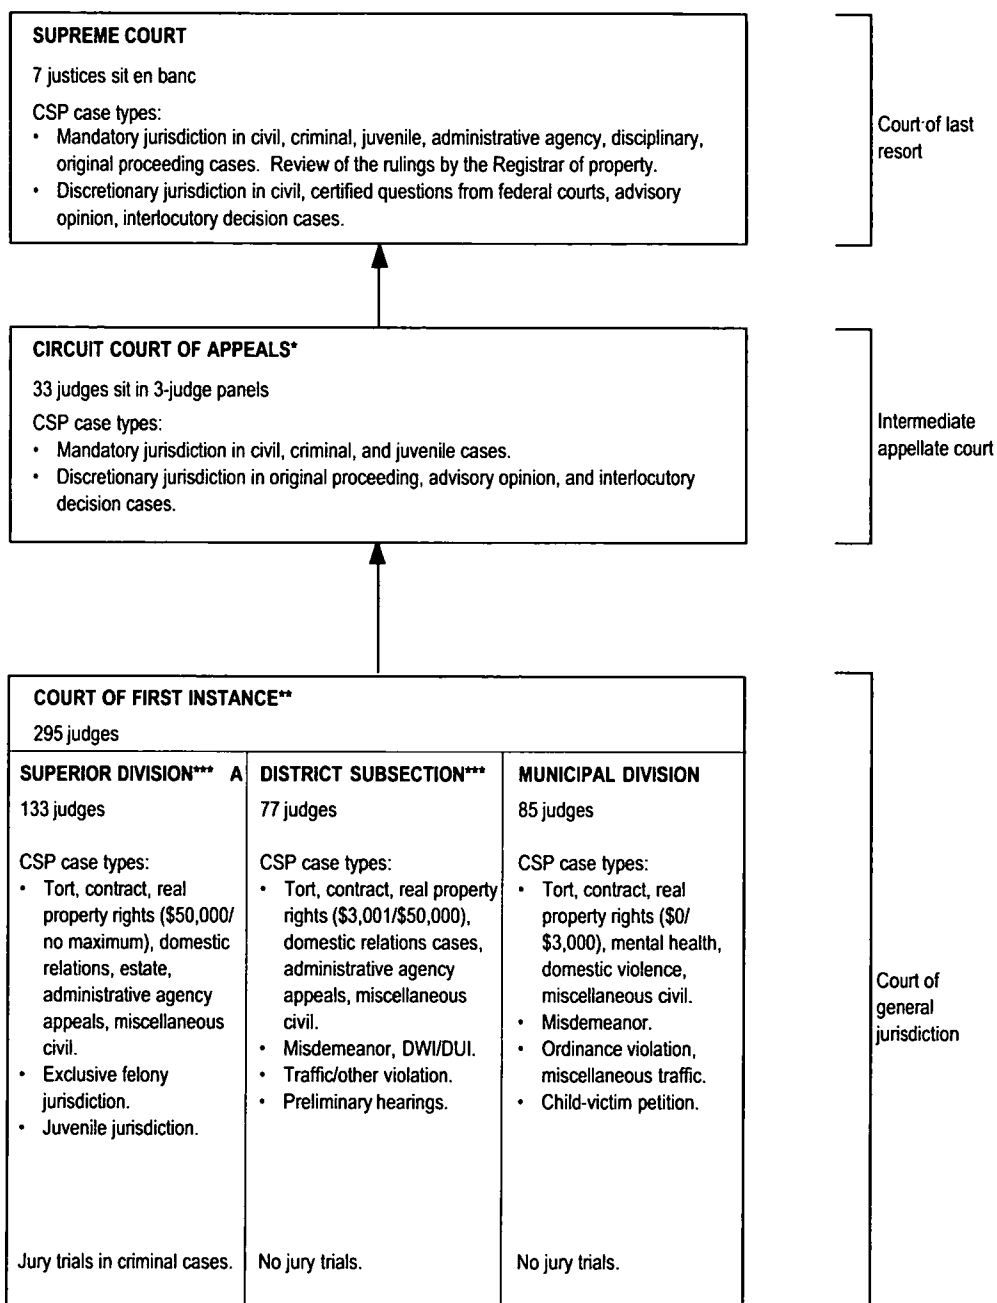 SUPREME COURT
7 justices sit en banc
CSP case types:
• Mandatory jurisdiction in civil, criminal, juvenile, administrative agency, disciplinary,
original proceeding cases. Review of the rulings by the Registrar of property.
• Discretionary jurisdiction in civil, certified questions from federal courts, advisory
opinion, interlocutory decision cases.
Court of last
resort
CIRCUIT COURT OF APPEALS*
33 judges sit in 3-judge panels
CSP case types:
• Mandatory jurisdiction in civil, criminal, and juvenile cases.
• Discretionary jurisdiction in original proceeding, advisory opinion, and interlocutory
decision cases.
Intermediate
appellate court
COURT OF FIRST INSTANCE**
295 judges
SUPERIOR DIVISION*** A
133 judges
CSP case types:
• Tort, contract, real
property rights ($50,000/
no maximum), domestic
relations, estate,
administrative agency
appeals, miscellaneous
civil.
• Exclusive felony
jurisdiction.
• Juvenile jurisdiction.
Jury trials in criminal cases.
DISTRICT SUBSECTION***
77 judges
CSP case types:
• Tort, contract, real property
rights ($3,001/$50,000),
domestic relations cases,
administrative agency
appeals, miscellaneous
civil.
• Misdemeanor, DWI/DUI.
• Traffic/other violation.
• Preliminary hearings.
No jury trials.
MUNICIPAL DIVISION
85 judges
CSP case types:
• Tort, contract, real
property rights ($0/
$3,000), mental health,
domestic violence,
miscellaneous civil.
• Misdemeanor.
• Ordinance violation,
miscellaneous traffic.
• Child-victim petition.
No jury trials.
Court of
general
jurisdiction